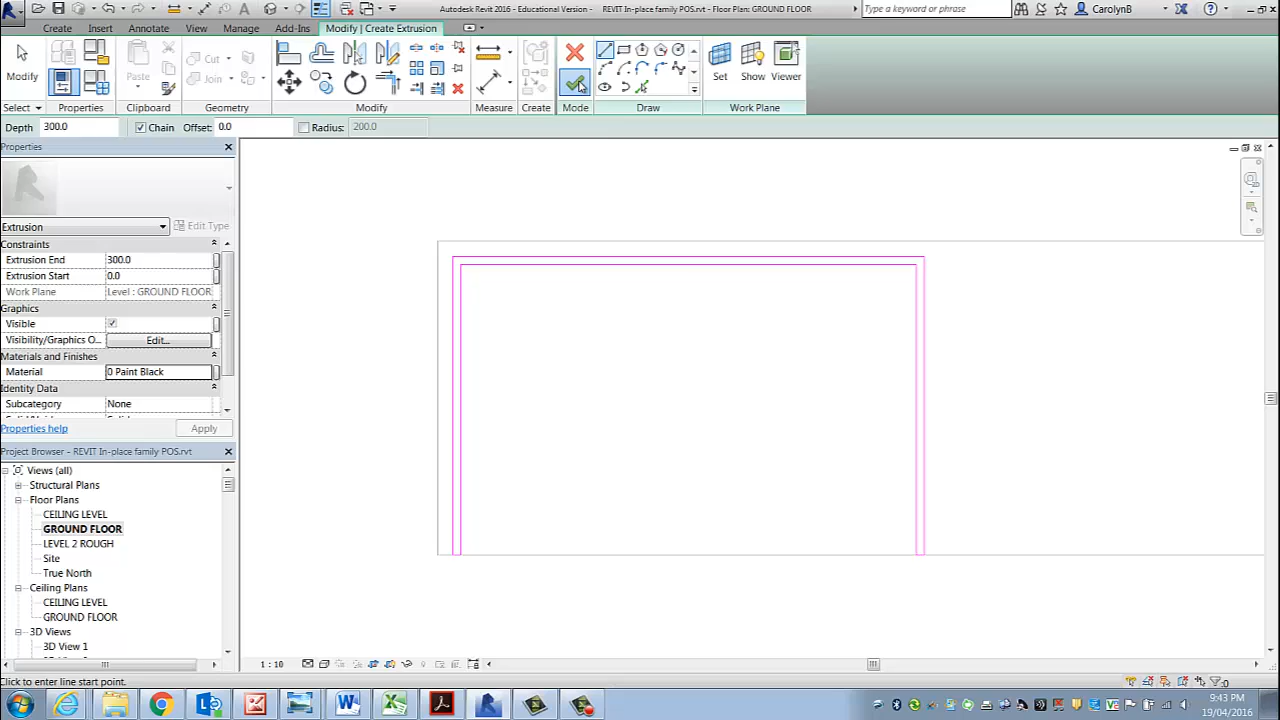 Autodesk Revit 2016 - Educational Version - REVIT In-place family POS.rvt - Floor Plan: GROUND FL
Type a keyword or phrase
CarolynB
Create Insert Annotate View Manage Add-Ins Modify | Create Extrusion
Modify Paste Cut Join Set Show Viewer
Select Properties Clipboard Geometry Modify Measure Create Mode Draw Work Plane
Depth 300.0 Chain Offset: 0.0 Radius: 200.0
Properties
Extrusion Edit Type
Constraints
Extrusion End 300.0
Extrusion Start 0.0
Work Plane Level : GROUND FLOOR
Graphics
Visible
Visibility/Graphics O... Edit...
Materials and Finishes
Material 0 Paint Black
Identity Data
Subcategory None
Properties help Apply
Project Browser - REVIT In-place family POS.rvt
Views (all)
Structural Plans
Floor Plans
CEILING LEVEL
GROUND FLOOR
LEVEL 2 ROUGH
Site
True North
Ceiling Plans
CEILING LEVEL
GROUND FLOOR
3D Views
3D View 1
1 : 10
Click to enter line start point.
:0
9:43 PM
19/04/2016